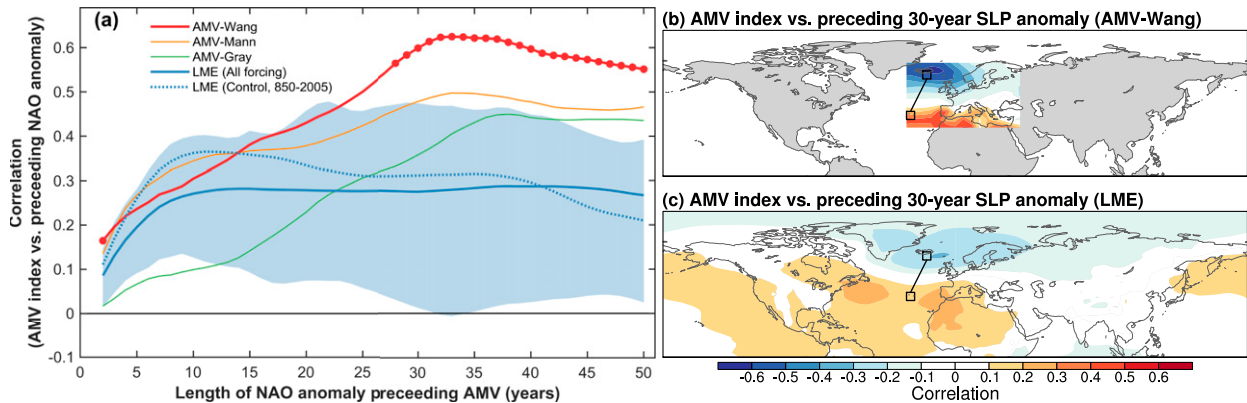 (a)
AMV-Wang
AMV-Mann
AMV-Gray
LME (All forcing)
LME (Control, 850-2005)
Correlation
(AMV index vs. preceeding NAO anomaly)
0.6
0.5
0.4
0.3
0.2
0.1
0
-0.1
0 5 10 15 20 25 30 35 40 45 50
Length of NAO anomaly preceding AMV (years)
(b) AMV index vs. preceding 30-year SLP anomaly (AMV-Wang)
(c) AMV index vs. preceding 30-year SLP anomaly (LME)
-0.6 -0.5 -0.4 -0.3 -0.2 -0.1 0 0.1 0.2 0.3 0.4 0.5 0.6
Correlation